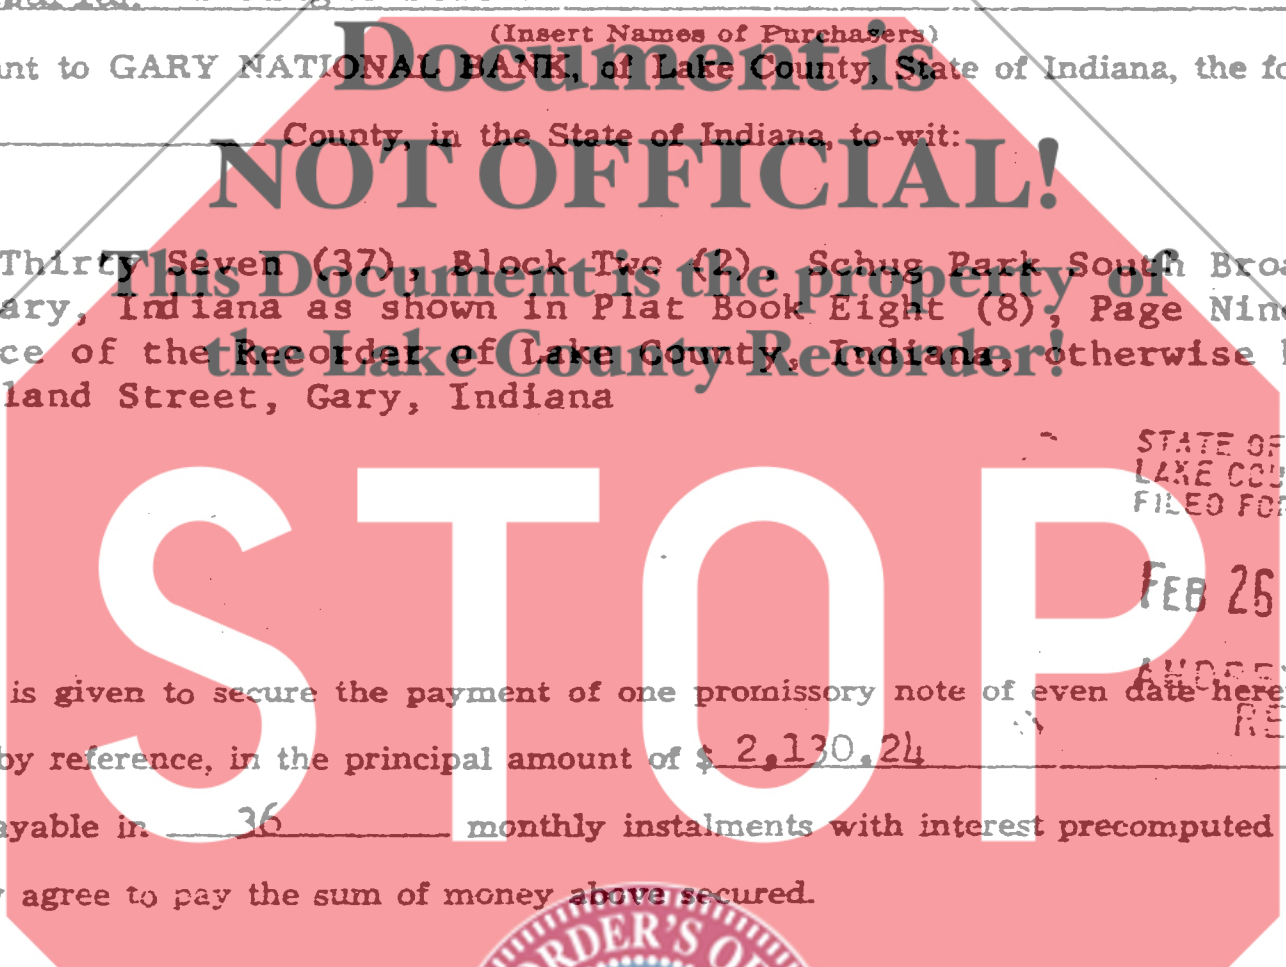 (Insert Names of Purchasers)
Document is
nt to GARY NATIONAL BANK, of Lake County, State of Indiana, the fo
County, in the State of Indiana, to-wit:
NOT OFFICIAL!
Thirty Seven (37), Block Two (2), Schug Park South Broa
This Document is the property of
ary, Indiana as shown in Plat Book Eight (8), Page Nine
ce of the Recorder of Lake County, Indiana, otherwise
the Lake County Recorder!
land Street, Gary, Indiana
STATE OF
LAKE COU
FILED FOR
STOP
FEB 26
is given to secure the payment of one promissory note of even date here
RE
by reference, in the principal amount of $ 2,130.24
ayable in 36 monthly instalments with interest precomputed
agree to pay the sum of money above secured.
ORDER'S O